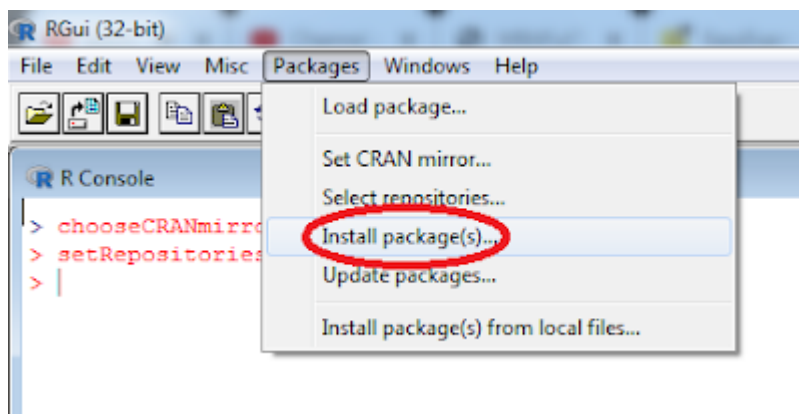 RGui (32-bit)
File Edit View Misc Packages Windows Help
Load package...
Set CRAN mirror...
Select repositories...
Install package(s)...
Update packages...
Install package(s) from local files...
R Console
> chooseCRANmirro
> setRepositories
>